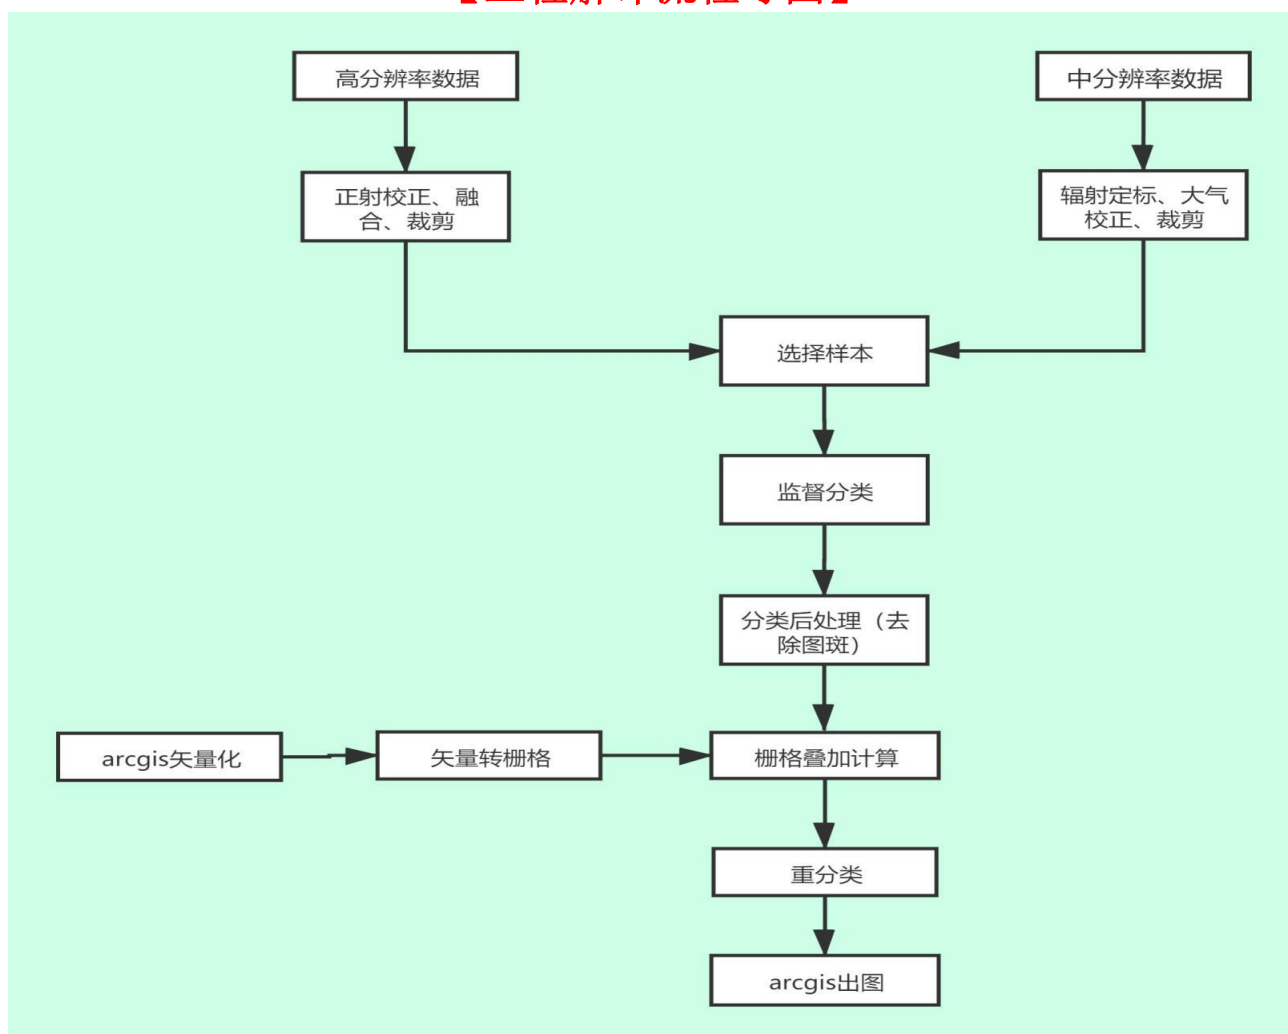 高分辨率数据
中分辨率数据
正射校正、融
合、裁剪
辐射定标、大气
校正、裁剪
选择样本
监督分类
分类后处理（去
除图斑）
arcgis矢量化
矢量转栅格
栅格叠加计算
重分类
arcgis出图